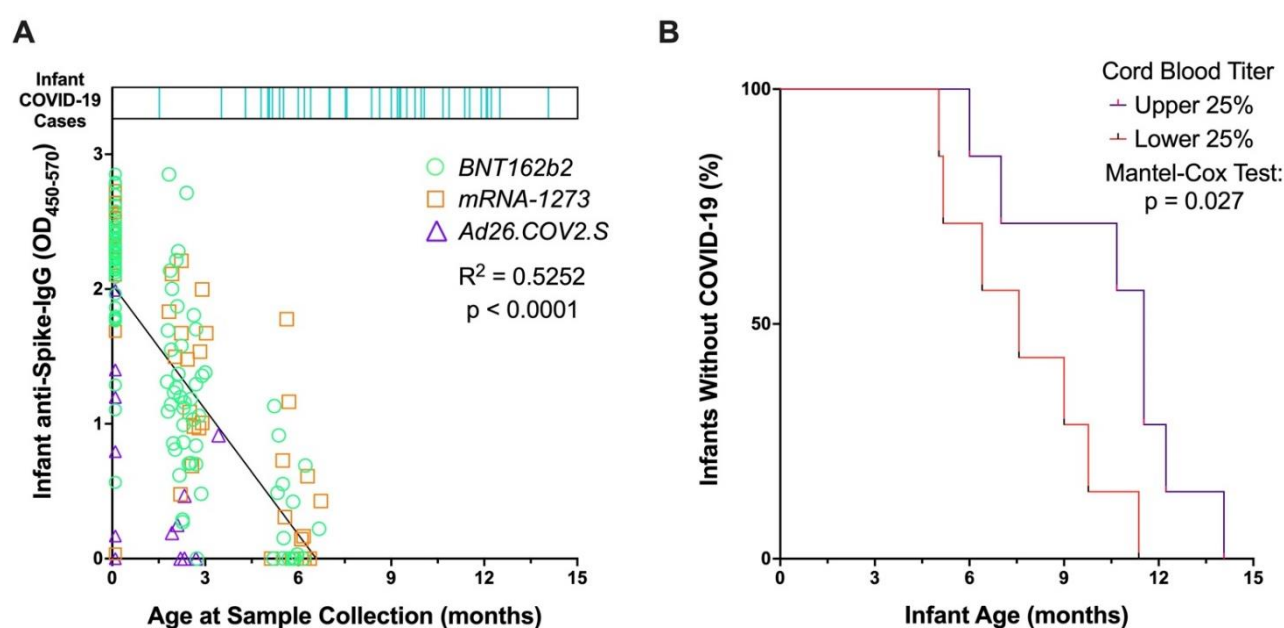 A
Infant
COVID-19
Cases
3
2
1
0
Infant anti-Spike-IgG (OD450-570)
BNT162b2
mRNA-1273
Ad26.COV2.S
R2 = 0.5252
p < 0.0001
0 3 6 9 12 15
Age at Sample Collection (months)
B
100
50
0
Infants Without COVID-19 (%)
Cord Blood Titer
Upper 25%
Lower 25%
Mantel-Cox Test:
p = 0.027
0 3 6 9 12 15
Infant Age (months)